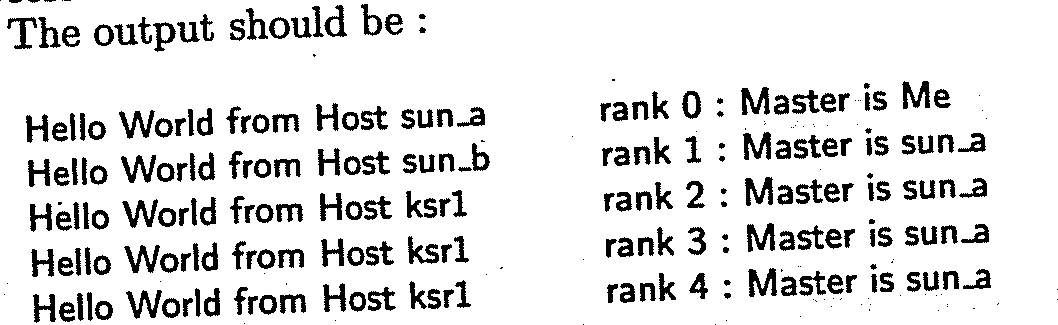 The output should be :
Hello World from Host sun_a rank 0 : Master is Me
Hello World from Host sun_b rank 1 : Master is sun_a
Hello World from Host ksr1 rank 2 : Master is sun_a
Hello World from Host ksr1 rank 3 : Master is sun_a
Hello World from Host ksr1 rank 4 : Master is sun_a